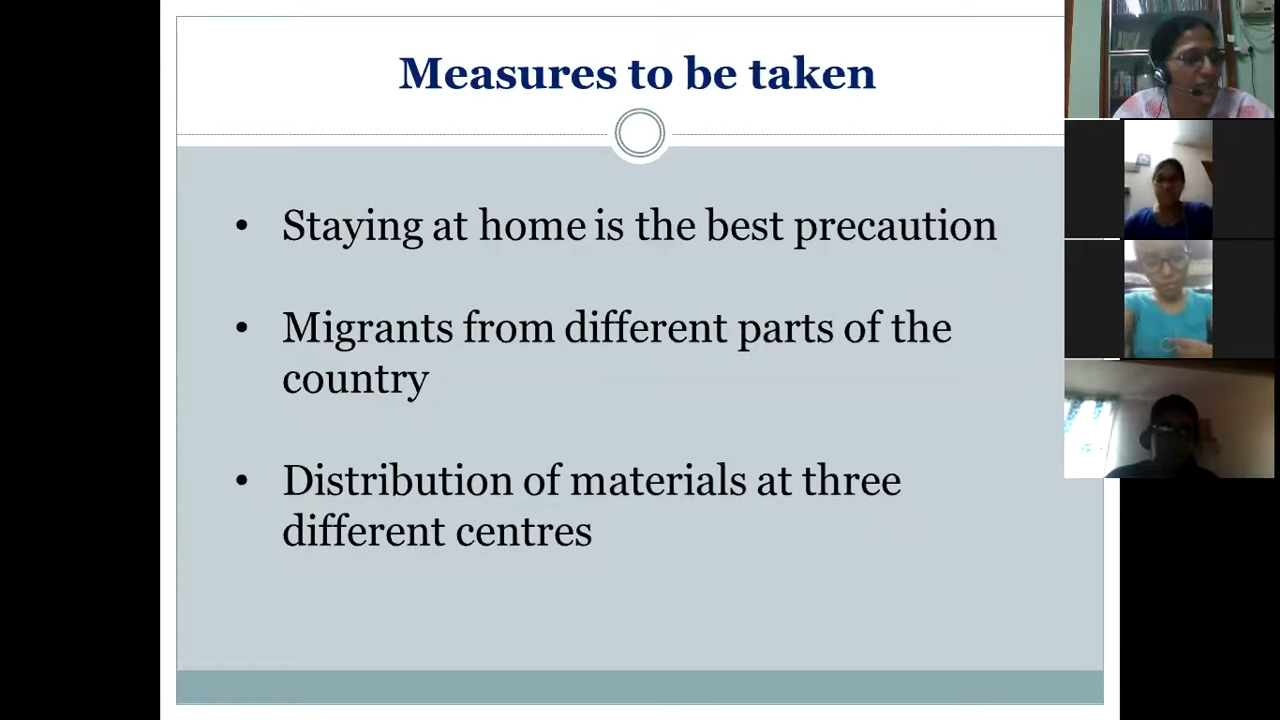 Measures to be taken
• Staying at home is the best precaution
• Migrants from different parts of the
country
• Distribution of materials at three
different centres